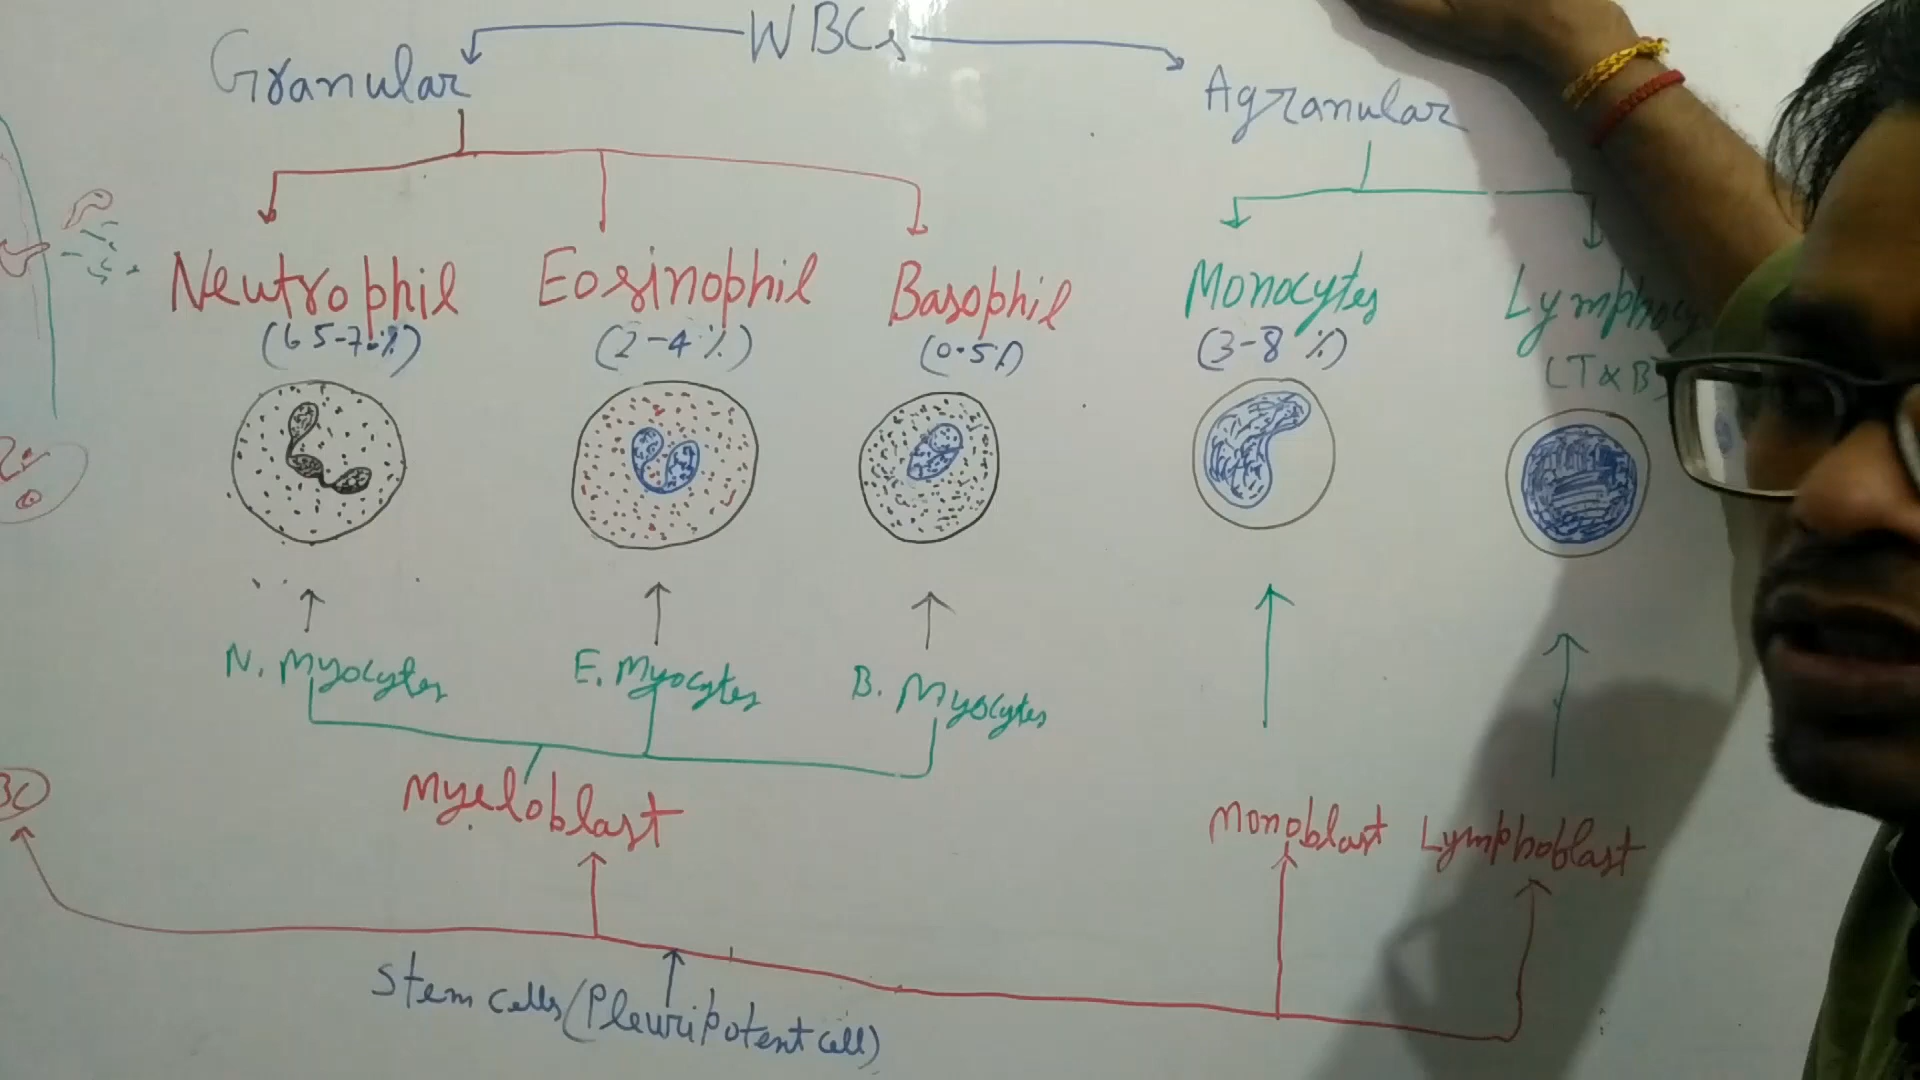 WBCs
Granular
Agranular
Neutrophil
Eosinophil
Basophil
Monocytes
Lymphocy
(65-70%)
(2-4%)
(0.5%)
(3-8%)
(T & B)
N. Myocytes
E. Myocytes
B. Myocytes
Myeloblast
Monoblast
Lymphoblast
Stem cells (Pleuripotent cell)